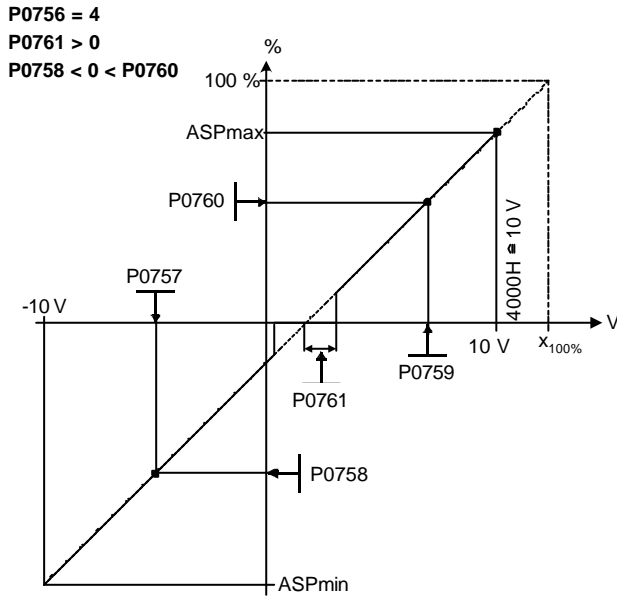 P0756 = 4
P0761 > 0
P0758 < 0 < P0760
%
100 %
ASPmax
P0760
4000H ≙ 10 V
P0757
-10 V
V
10 V
x100%
P0759
P0761
P0758
ASPmin